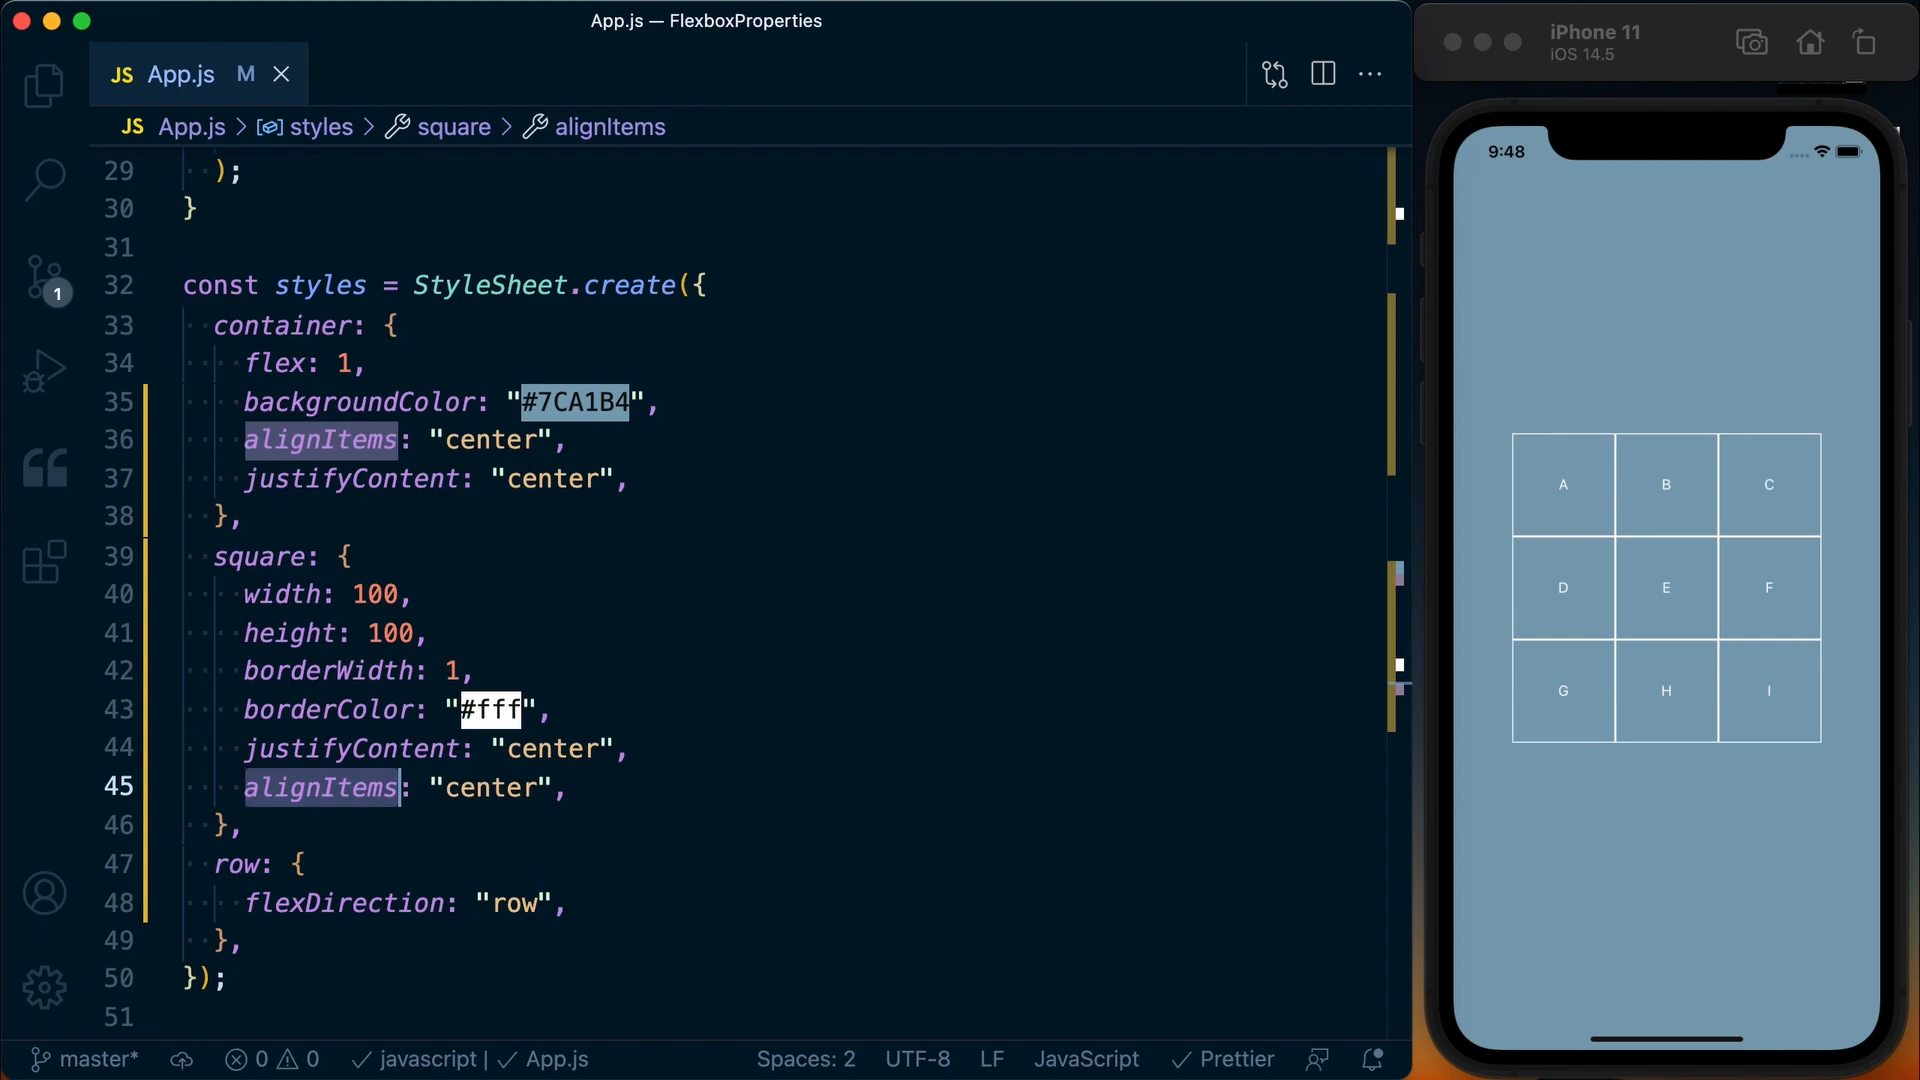 App.js — FlexboxProperties
JS App.js M
JS App.js > styles > square > alignItems
29 );
30 }
31
32 const styles = StyleSheet.create({
33 container: {
34 flex: 1,
35 backgroundColor: "#7CA1B4",
36 alignItems: "center",
37 justifyContent: "center",
38 },
39 square: {
40 width: 100,
41 height: 100,
42 borderWidth: 1,
43 borderColor: "#fff",
44 justifyContent: "center",
45 alignItems: "center",
46 },
47 row: {
48 flexDirection: "row",
49 },
50 });
51
1
master* 0 0 javascript | App.js Spaces: 2 UTF-8 LF JavaScript Prettier
iPhone 11
iOS 14.5
9:48
A B C
D E F
G H I